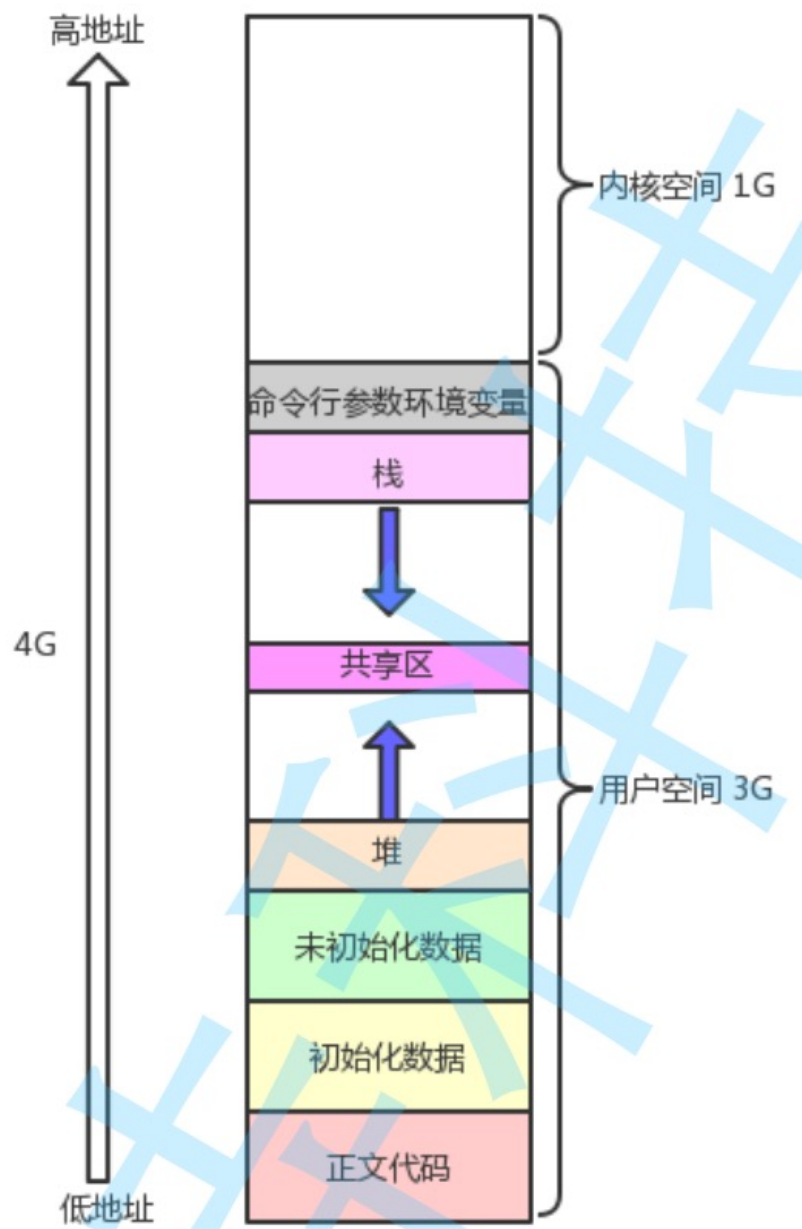 高地址
内核空间 1G
命令行参数环境变量
栈
4G
共享区
用户空间 3G
堆
未初始化数据
初始化数据
正文代码
低地址